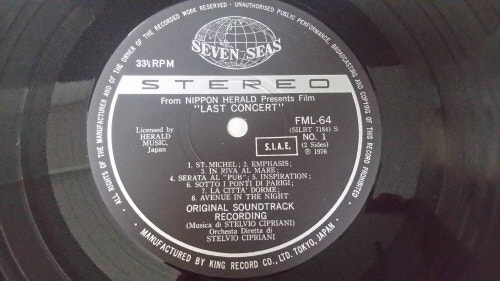 ALL RIGHTS OF THE MANUFACTURER AND OF THE OWNER OF THE RECORDED WORK RESERVED · UNAUTHORISED PUBLIC PERFORMANCE, BROADCASTING AND COPYING OF THIS RECORD PROHIBITED
SEVEN SEAS
33⅓ RPM
STEREO
From NIPPON HERALD Presents Film
"LAST CONCERT"
Licensed by
HERALD
MUSIC,
Japan
S.I.A.E.
FML-64
(SILBT 7184) S
NO. 1
(2 Sides)
℗ 1976
1. ST. MICHEL; 2. EMPHASIS;
3. IN RIVA AL MARE;
4. SERATA AL "PUB"; 5. INSPIRATION;
6. SOTTO I PONTI DI PARIGI;
7. LA CITTA' DORME;
8. AVENUE IN THE NIGHT
ORIGINAL SOUNDTRACK
RECORDING
(Musica di STELVIO CIPRIANI)
Orchestra Diretta di
STELVIO CIPRIANI
MANUFACTURED BY KING RECORD CO., LTD. TOKYO, JAPAN